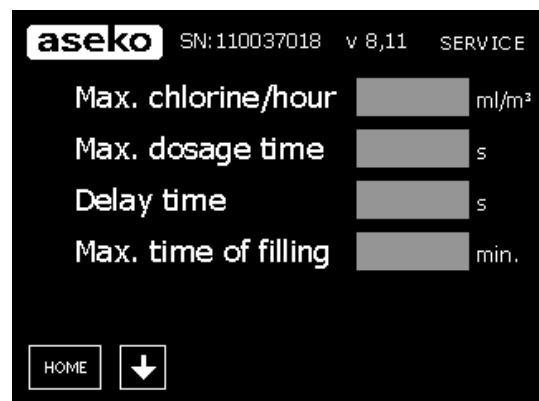 aseko SN:110037018 v 8,11 SERVICE
Max. chlorine/hour ml/m³
Max. dosage time s
Delay time s
Max. time of filling min.
HOME